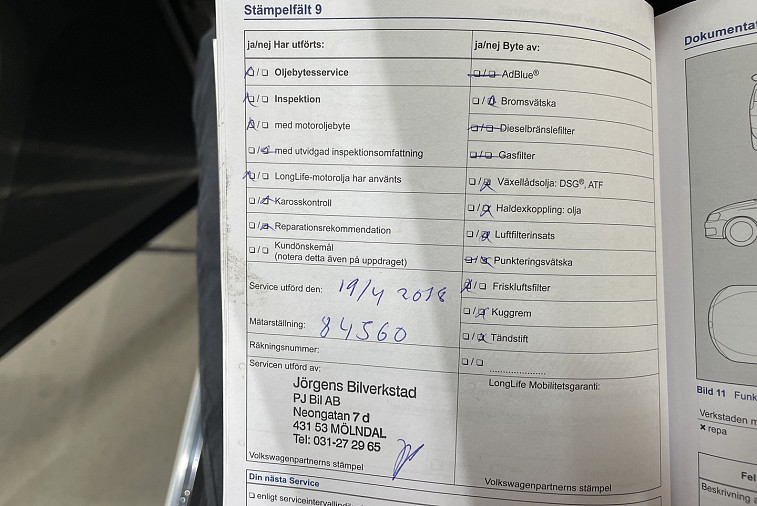 Stämpelfält 9
ja/nej Har utförts:
Oljebytesservice
Inspektion
med motoroljebyte
med utvidgad inspektionsomfattning
LongLife-motorolja har använts
Karosskontroll
Reparationsrekommendation
Kundönskemål
(notera detta även på uppdraget)
Service utförd den: 19/4 2018
Mätarställning: 84560
Räkningsnummer:
Servicen utförd av:
Jörgens Bilverkstad
PJ Bil AB
Neongatan 7 d
431 53 MÖLNDAL
Tel: 031-27 29 65
Volkswagenpartnerns stämpel
ja/nej Byte av:
AdBlue®
Bromsvätska
Dieselbränslefilter
Gasfilter
Växellådsolja: DSG®, ATF
Haldexkoppling: olja
Luftfilterinsats
Punkteringsvätska
Friskluftsfilter
Kuggrem
Tändstift
LongLife Mobilitetsgaranti:
Volkswagenpartnerns stämpel
Din nästa Service
enligt
Bild 11
Verkstaden
× repa
Beskrivning